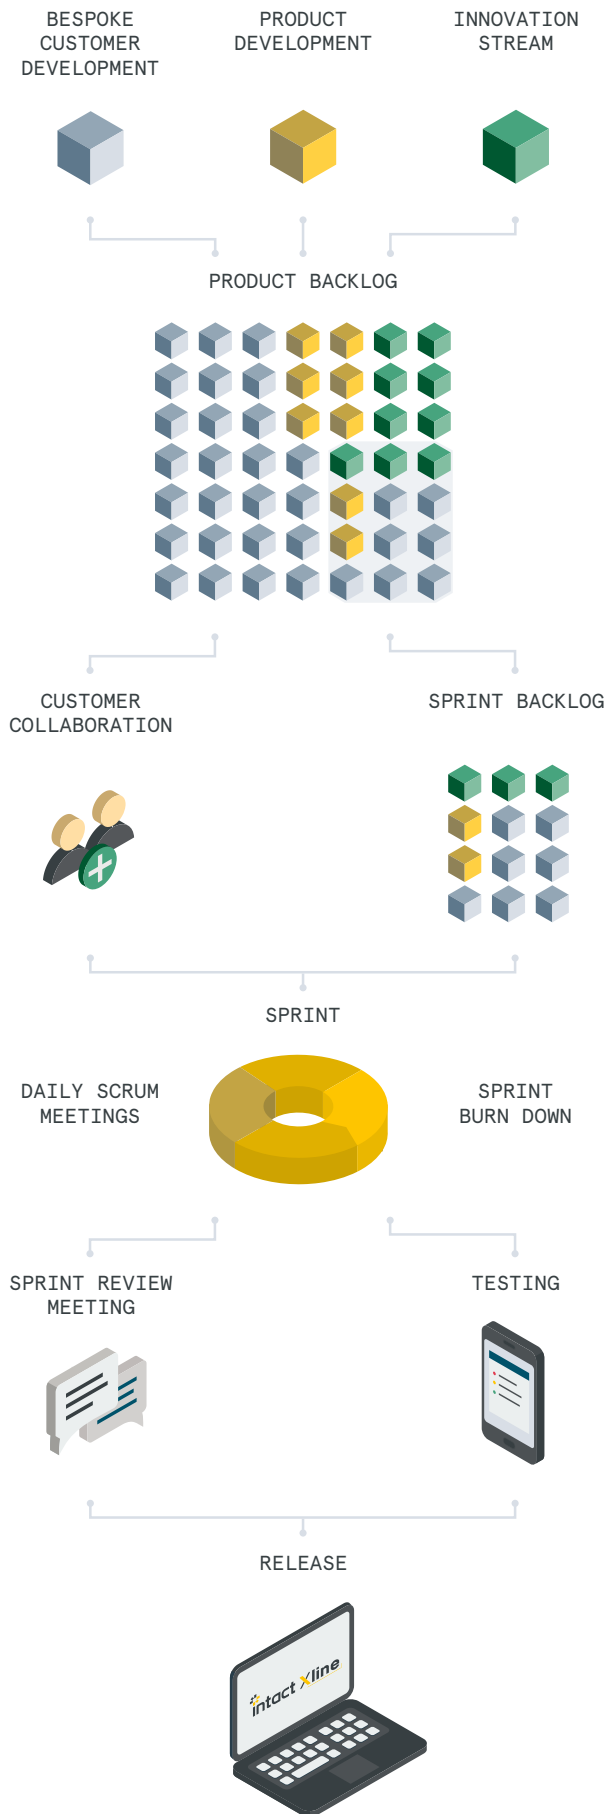 BESPOKE
CUSTOMER
DEVELOPMENT
PRODUCT
DEVELOPMENT
INNOVATION
STREAM
PRODUCT BACKLOG
CUSTOMER
COLLABORATION
SPRINT BACKLOG
SPRINT
DAILY SCRUM
MEETINGS
SPRINT
BURN DOWN
SPRINT REVIEW
MEETING
TESTING
RELEASE
intact Xline